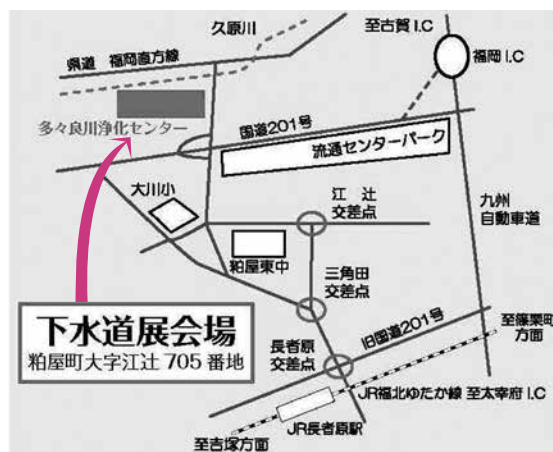 久原川
至古賀 I.C
県道 福岡直方線
福岡 I.C
多々良川浄化センター
国道201号
流通センターパーク
大川小
江 辻
交差点
九州
自動車道
粕屋東中
三角田
交差点
下水道展会場
粕屋町大字江辻 705 番地
長者原
交差点
旧国道201号
至篠栗町
方面
JR福北ゆたか線 至太宰府 I.C
JR長者原駅
至吉塚方面